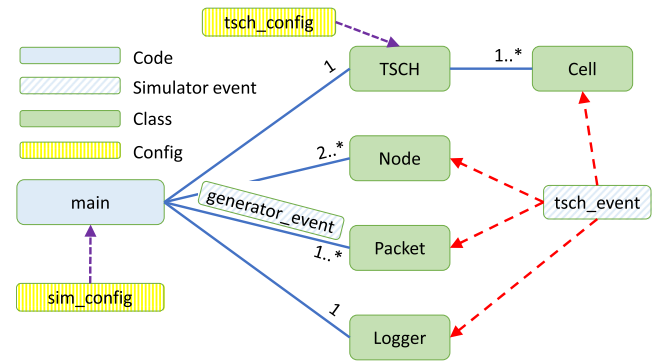 tsch_config
Code
Simulator event
Class
Config
1
TSCH
1..*
Cell
2..*
Node
main
generator_event
tsch_event
1..*
Packet
sim_config
1
Logger